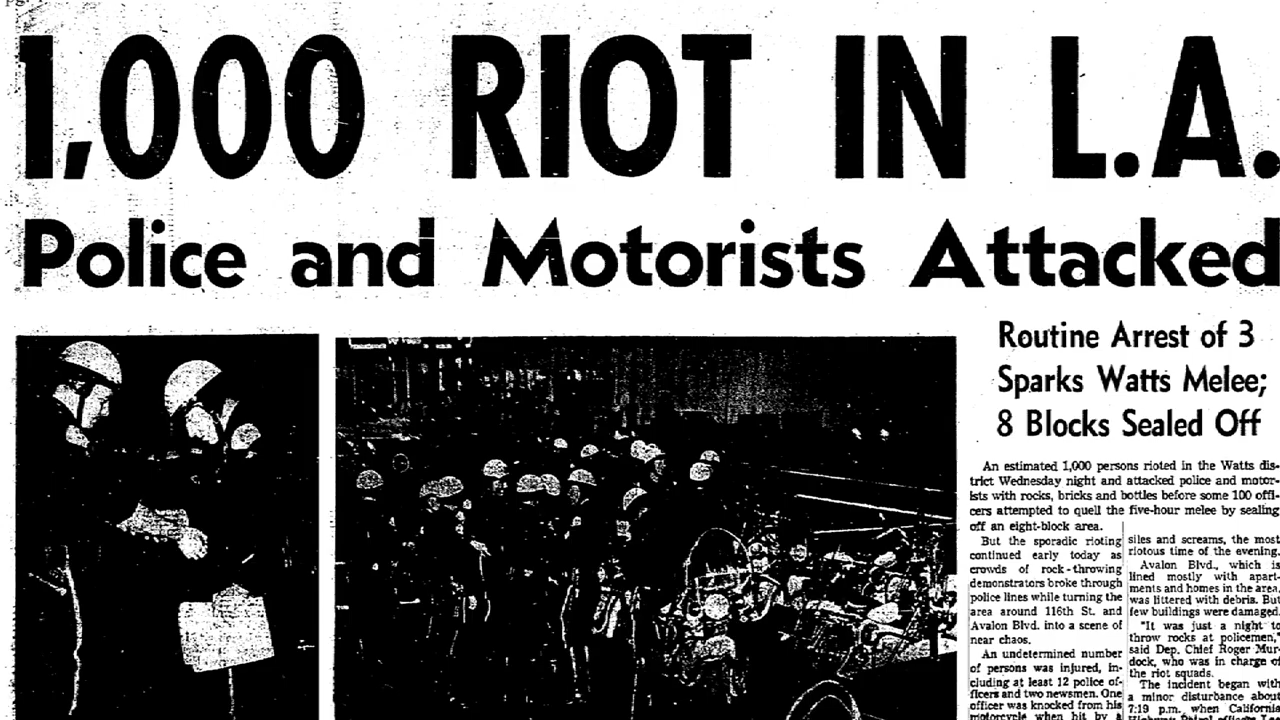 1,000 RIOT IN L.A.
Police and Motorists Attacked
Routine Arrest of 3
Sparks Watts Melee;
8 Blocks Sealed Off
An estimated 1,000 persons rioted in the Watts dis-
trict Wednesday night and attacked police and motor-
ists with rocks, bricks and bottles before some 100 offi-
cers attempted to quell the five-hour melee by sealing
off an eight-block area.
But the sporadic rioting
continued early today as
crowds of rock-throwing
demonstrators broke through
police lines while turning the
area around 116th St. and
Avalon Blvd. into a scene of
near chaos.
An undetermined number
of persons was injured, in-
cluding at least 12 police of-
ficers and two newsmen. One
officer was knocked from his
motorcycle when hit by a
siles and screams, the most
riotous time of the evening.
Avalon Blvd., which is
lined mostly with apart-
ments and homes in the area,
was littered with debris. But
few buildings were damaged.
"It was just a night to
throw rocks at policemen,"
said Dep. Chief Roger Mur-
dock, who was in charge of
the riot squads.
The incident began with
a minor disturbance about
7:19 p.m. when California